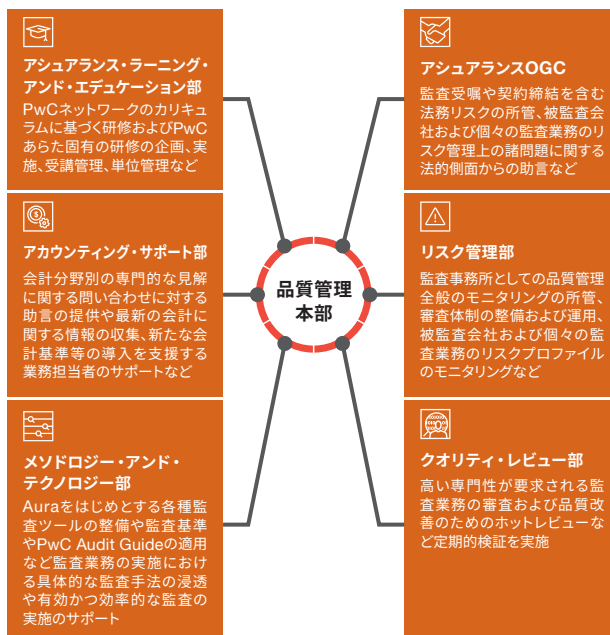 アシュアランス・ラーニング・
アンド・エデュケーション部
PwCネットワークのカリキュ
ラムに基づく研修およびPwC
あらた固有の研修の企画、実
施、受講管理、単位管理など
アカウンティング・サポート部
会計分野別の専門的な見解
に関する問い合わせに対する
助言の提供や最新の会計に
関する情報の収集、新たな会
計基準等の導入を支援する
業務担当者のサポートなど
メソドロジー・アンド・
テクノロジー部
Auraをはじめとする各種監
査ツールの整備や監査基準
やPwC Audit Guideの適用
など監査業務の実施におけ
る具体的な監査手法の浸透
や有効かつ効率的な監査の
実施のサポート
品質管理
本部
アシュアランスOGC
監査受嘱や契約締結を含む
法務リスクの所管、被監査会
社および個々の監査業務のリ
スク管理上の諸問題に関する
法的側面からの助言など
リスク管理部
監査事務所としての品質管理
全般のモニタリングの所管、
審査体制の整備および運用、
被監査会社および個々の監
査業務のリスクプロファイル
のモニタリングなど
クオリティ・レビュー部
高い専門性が要求される監
査業務の審査および品質改
善のためのホットレビューな
ど定期的検証を実施